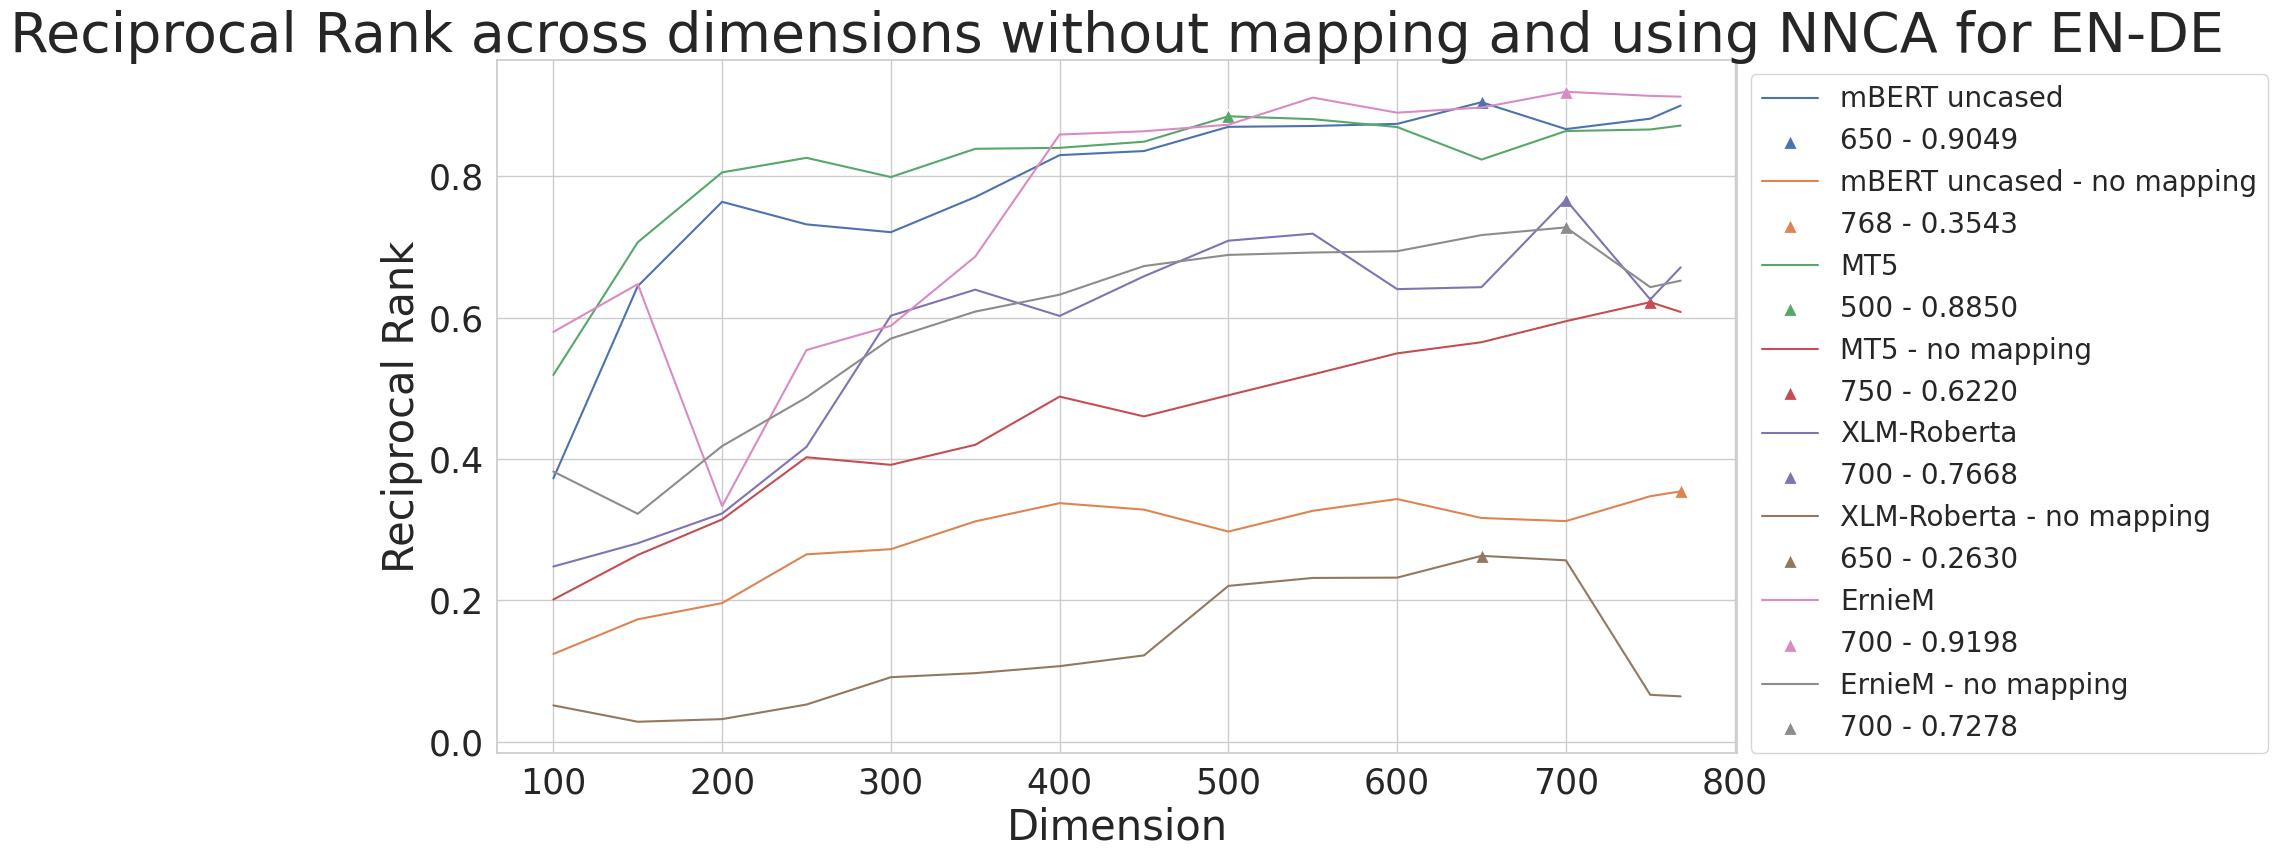 Reciprocal Rank across dimensions without mapping and using NNCA for EN-DE
Reciprocal Rank
0.8
0.6
0.4
0.2
0.0
100 200 300 400 500 600 700 800
Dimension
mBERT uncased
650 - 0.9049
mBERT uncased - no mapping
768 - 0.3543
MT5
500 - 0.8850
MT5 - no mapping
750 - 0.6220
XLM-Roberta
700 - 0.7668
XLM-Roberta - no mapping
650 - 0.2630
ErnieM
700 - 0.9198
ErnieM - no mapping
700 - 0.7278